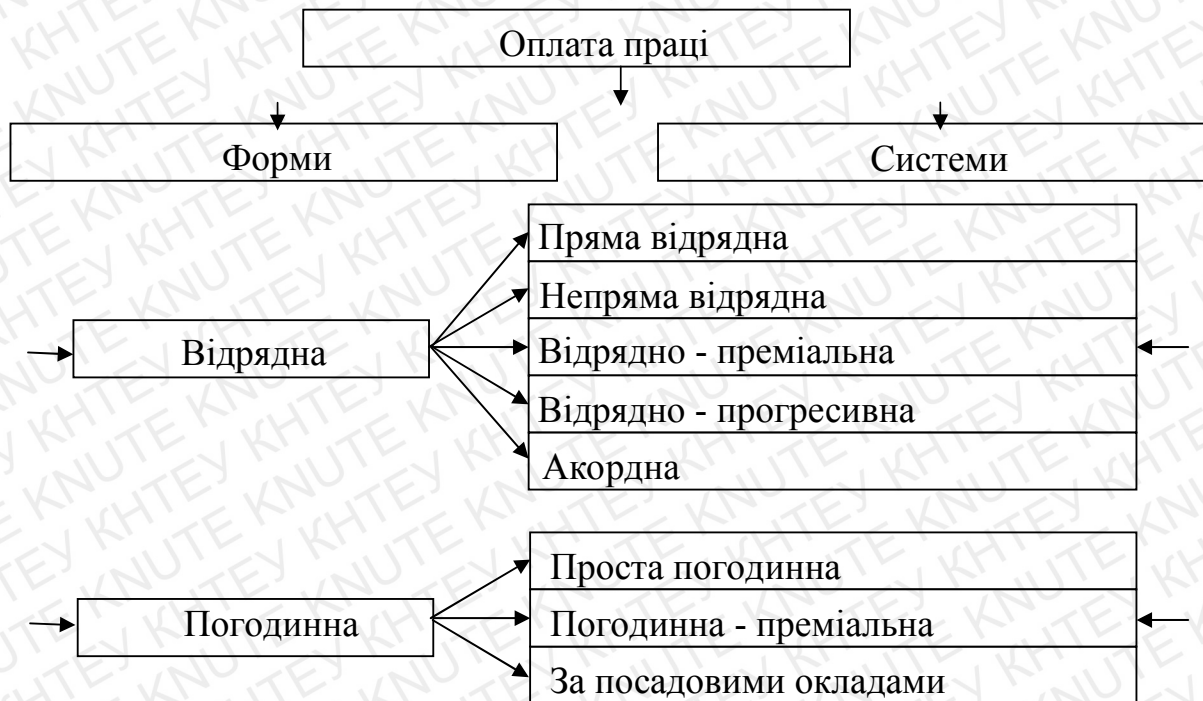 Оплата праці
Форми
Системи
Пряма відрядна
Непряма відрядна
Відрядна
Відрядно - преміальна
Відрядно - прогресивна
Акордна
Проста погодинна
Погодинна
Погодинна - преміальна
За посадовими окладами